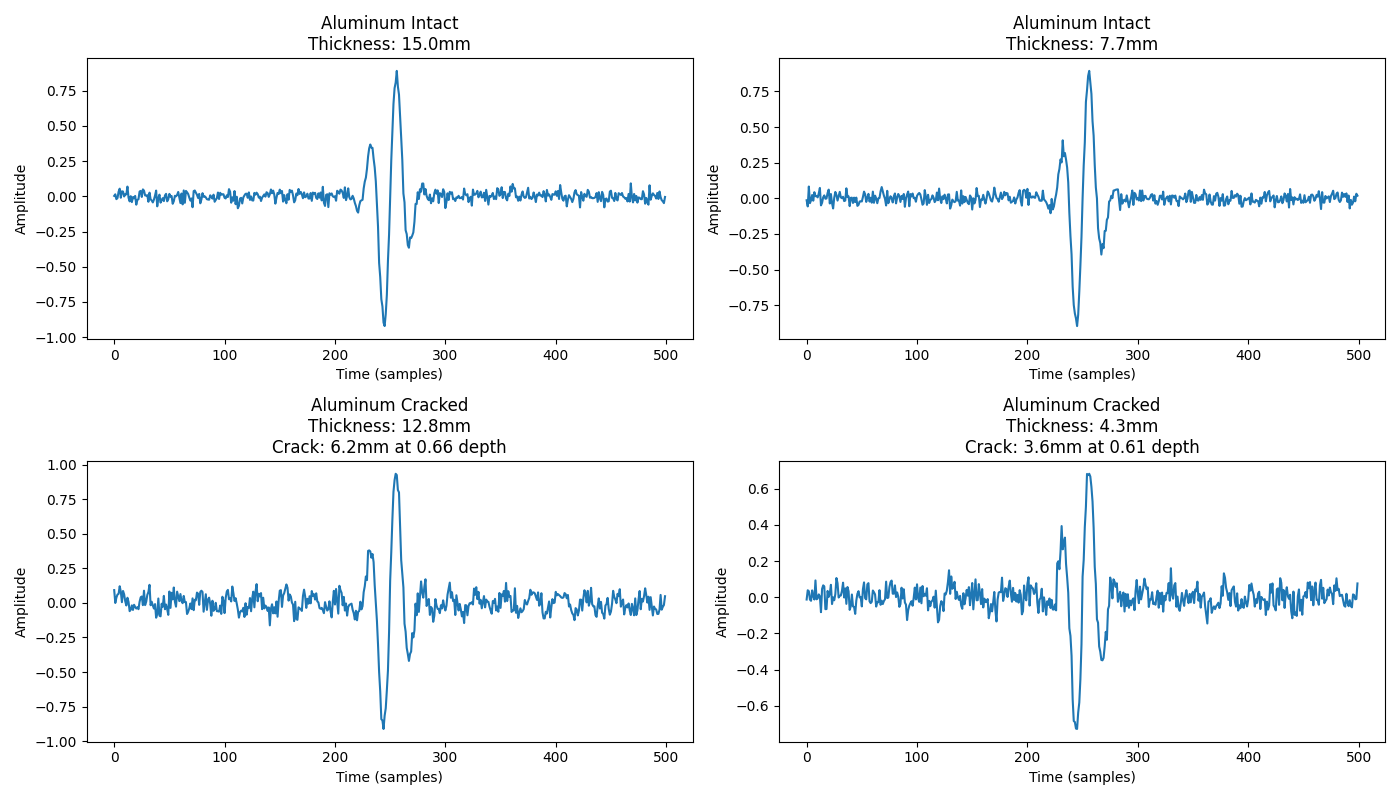 Aluminum Intact
Thickness: 15.0mm
Amplitude
0.75
0.50
0.25
0.00
−0.25
−0.50
−0.75
−1.00
0 100 200 300 400 500
Time (samples)
Aluminum Intact
Thickness: 7.7mm
Amplitude
0.75
0.50
0.25
0.00
−0.25
−0.50
−0.75
0 100 200 300 400 500
Time (samples)
Aluminum Cracked
Thickness: 12.8mm
Crack: 6.2mm at 0.66 depth
Amplitude
1.00
0.75
0.50
0.25
0.00
−0.25
−0.50
−0.75
−1.00
0 100 200 300 400 500
Time (samples)
Aluminum Cracked
Thickness: 4.3mm
Crack: 3.6mm at 0.61 depth
Amplitude
0.6
0.4
0.2
0.0
−0.2
−0.4
−0.6
0 100 200 300 400 500
Time (samples)